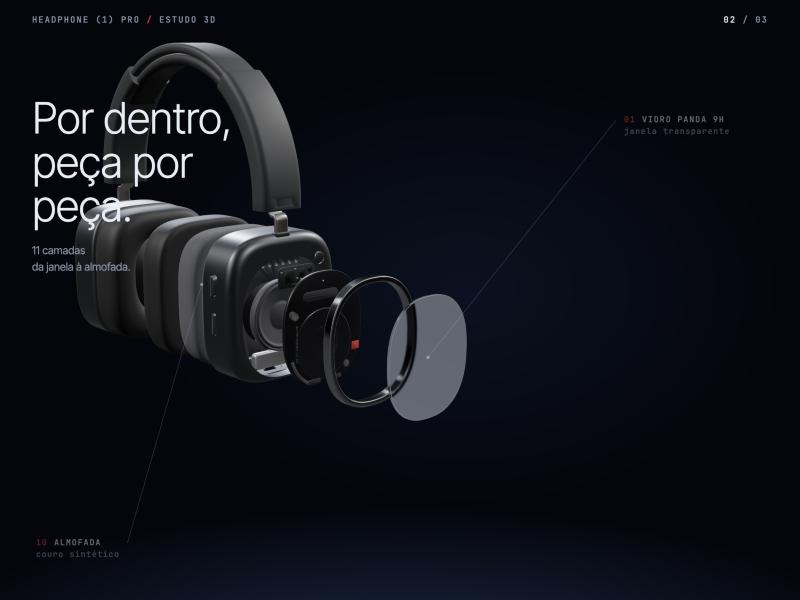 HEADPHONE (1) PRO / ESTUDO 3D
02 / 03
Por dentro,
peça por
peça.
11 camadas
da janela à almofada.
01 VIDRO PANDA 9H
janela transparente
10 ALMOFADA
couro sintético